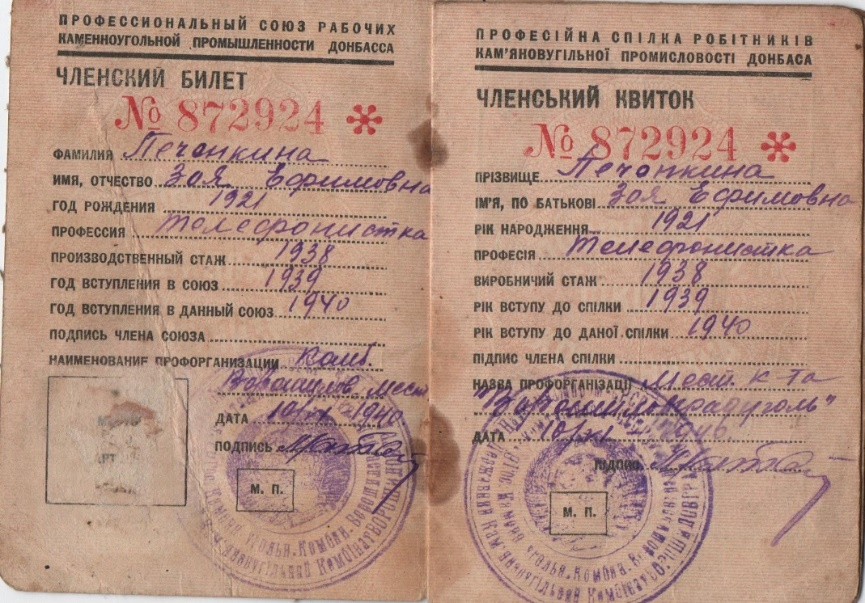 ПРОФЕССИОНАЛЬНЫЙ СОЮЗ РАБОЧИХ
КАМЕННОУГОЛЬНОЙ ПРОМЫШЛЕННОСТИ ДОНБАССА
ЧЛЕНСКИЙ БИЛЕТ
№ 872924 *
ФАМИЛИЯ Печонкина
ИМЯ, ОТЧЕСТВО Зоя Ефимовна
ГОД РОЖДЕНИЯ 1921
ПРОФЕССИЯ телефонистка
ПРОИЗВОДСТВЕННЫЙ СТАЖ 1938
ГОД ВСТУПЛЕНИЯ В СОЮЗ 1939
ГОД ВСТУПЛЕНИЯ В ДАННЫЙ СОЮЗ 1940
ПОДПИСЬ ЧЛЕНА СОЮЗА
НАИМЕНОВАНИЕ ПРОФОРГАНИЗАЦИИ Комб.
ДАТА 1940
ПОДПИСЬ
М. П.
ПРОФЕСІЙНА СПІЛКА РОБІТНИКІВ
КАМ'ЯНОВУГІЛЬНОЇ ПРОМИСЛОВОСТІ ДОНБАСА
ЧЛЕНСЬКИЙ КВИТОК
№ 872924 *
ПРІЗВИЩЕ Печонкина
ІМ'Я, ПО БАТЬКОВІ Зоя Ефимовна
РІК НАРОДЖЕННЯ 1921
ПРОФЕСІЯ телефонистка
ВИРОБНИЧИЙ СТАЖ 1938
РІК ВСТУПУ ДО СПІЛКИ 1939
РІК ВСТУПУ ДО ДАНОЇ СПІЛКИ 1940
ПІДПИС ЧЛЕНА СПІЛКИ
НАЗВА ПРОФОРГАНІЗАЦІЇ Мест. к-та
ДАТА
ПІДПИС
М. П.